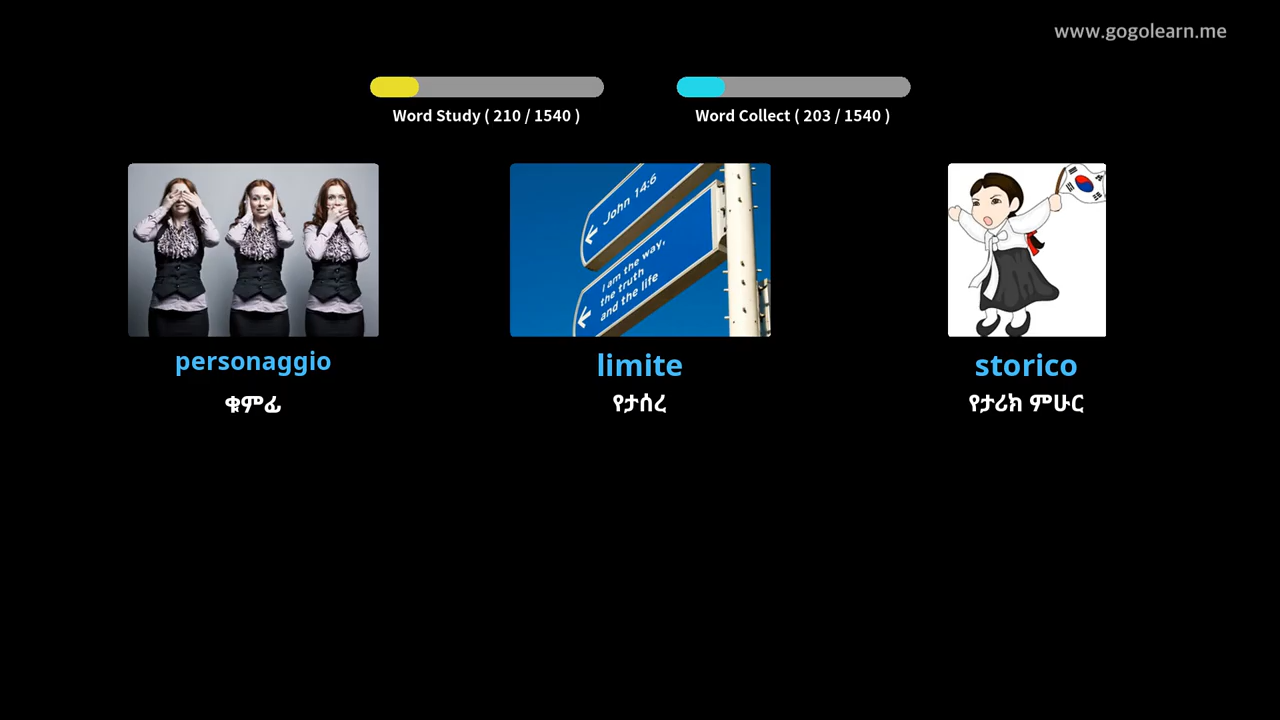 www.gogolearn.me
Word Study ( 210 / 1540 )
Word Collect ( 203 / 1540 )
John 14:6
I am the way,
the truth
and the life
personaggio
ቁምፊ
limite
የታሰረ
storico
የታሪክ ምሁር